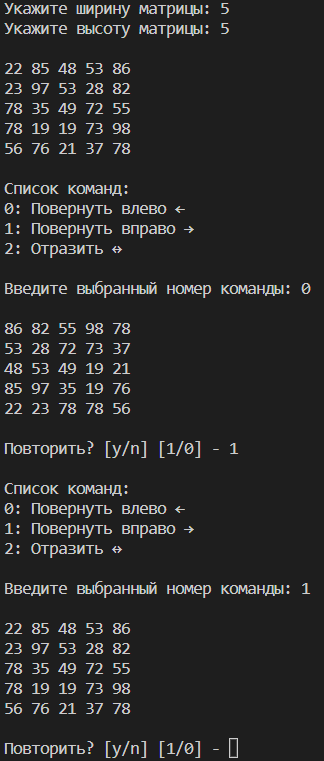 Укажите ширину матрицы: 5
Укажите высоту матрицы: 5
22 85 48 53 86
23 97 53 28 82
78 35 49 72 55
78 19 19 73 98
56 76 21 37 78
Список команд:
0: Повернуть влево ←
1: Повернуть вправо →
2: Отразить ↔
Введите выбранный номер команды: 0
86 82 55 98 78
53 28 72 73 37
48 53 49 19 21
85 97 35 19 76
22 23 78 78 56
Повторить? [y/n] [1/0] - 1
Список команд:
0: Повернуть влево ←
1: Повернуть вправо →
2: Отразить ↔
Введите выбранный номер команды: 1
22 85 48 53 86
23 97 53 28 82
78 35 49 72 55
78 19 19 73 98
56 76 21 37 78
Повторить? [y/n] [1/0] -